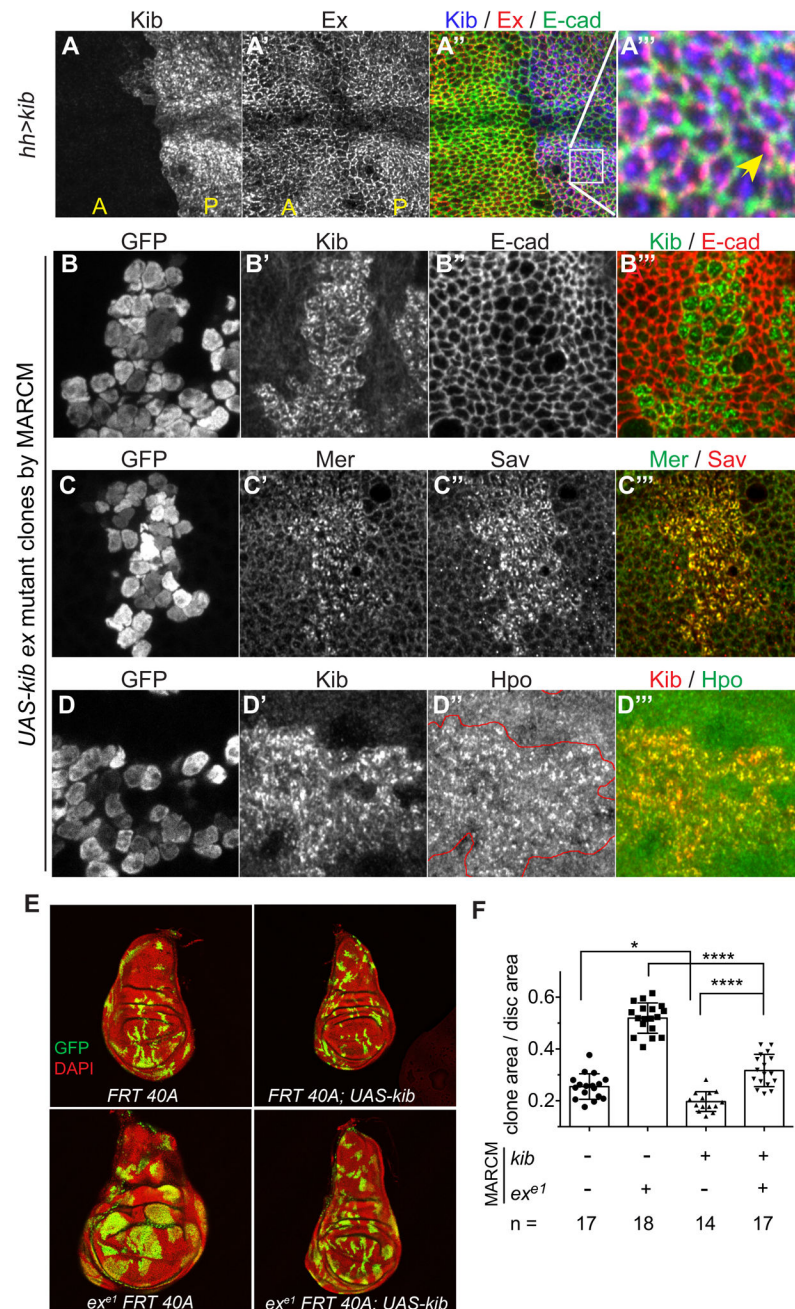 Kib Ex Kib / Ex / E-cad
hh>kib
A A' A'' A'''
A P A P
UAS-kib ex mutant clones by MARCM
GFP Kib E-cad Kib / E-cad
B B' B'' B'''
GFP Mer Sav Mer / Sav
C C' C'' C'''
GFP Kib Hpo Kib / Hpo
D D' D'' D'''
E
GFP
DAPI
FRT 40A FRT 40A; UAS-kib
exᵉ¹ FRT 40A exᵉ¹ FRT 40A; UAS-kib
F
* ****
****
clone area / disc area
0.6
0.4
0.2
MARCM
kib - - + +
exᵉ¹ - + - +
n = 17 18 14 17